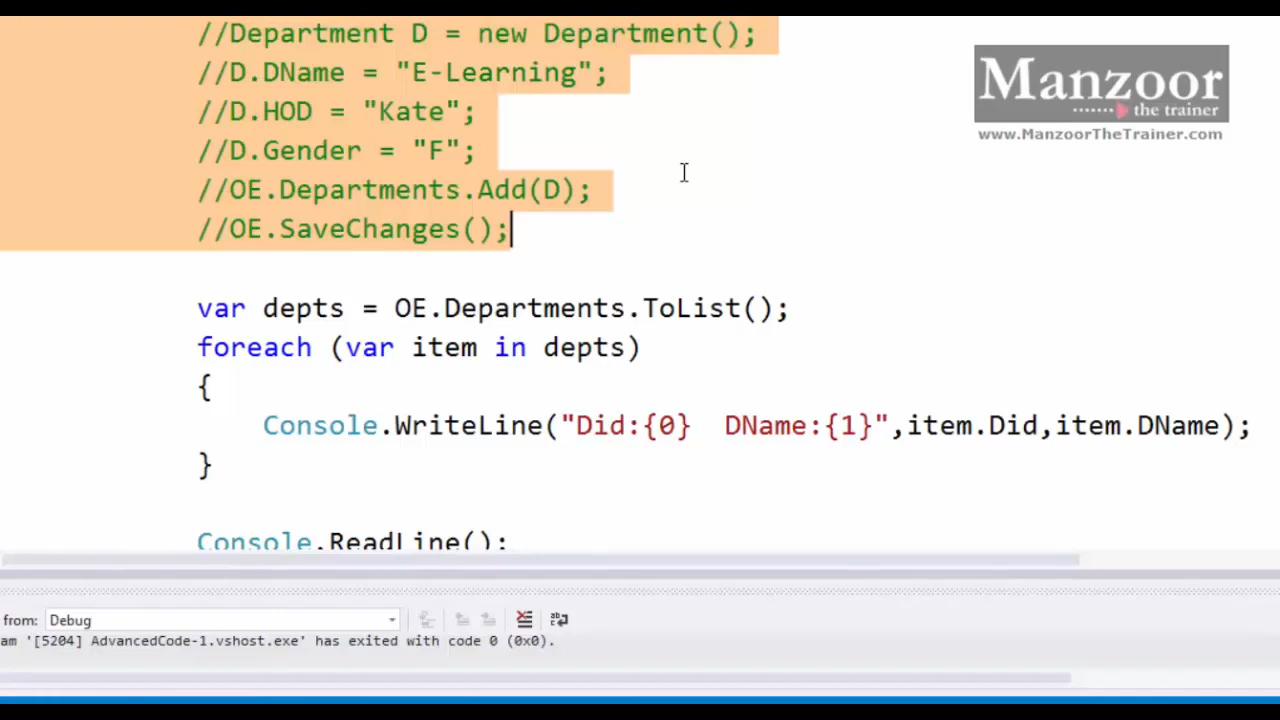 //Department D = new Department();
//D.DName = "E-Learning";
//D.HOD = "Kate";
//D.Gender = "F";
//OE.Departments.Add(D);
//OE.SaveChanges();
var depts = OE.Departments.ToList();
foreach (var item in depts)
{
Console.WriteLine("Did:{0}  DName:{1}",item.Did,item.DName);
}
Console.ReadLine();
Manzoor
the trainer
www.ManzoorTheTrainer.com
from: Debug
am '[5204] AdvancedCode-1.vshost.exe' has exited with code 0 (0x0).